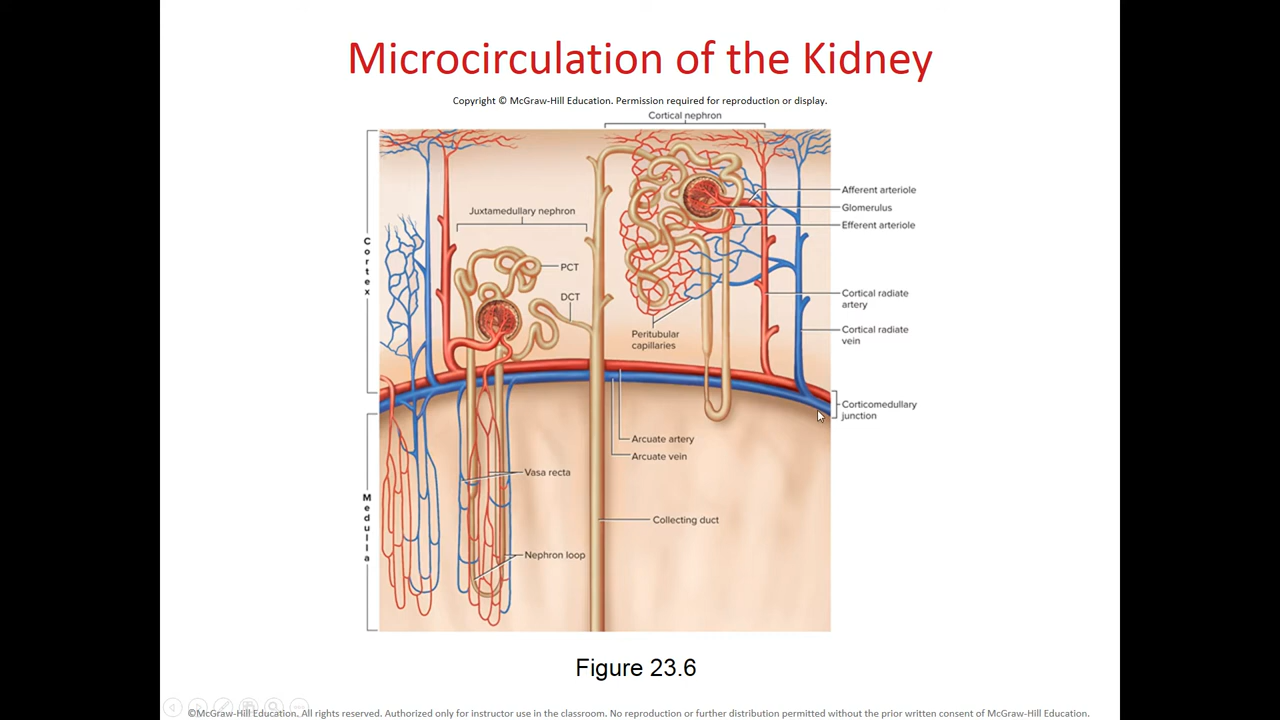 Microcirculation of the Kidney
Copyright © McGraw-Hill Education. Permission required for reproduction or display.
Cortical nephron
Afferent arteriole
Glomerulus
Efferent arteriole
Juxtamedullary nephron
Cortex
PCT
DCT
Cortical radiate
artery
Peritubular
capillaries
Cortical radiate
vein
Corticomedullary
junction
Arcuate artery
Arcuate vein
Vasa recta
Medulla
Collecting duct
Nephron loop
Figure 23.6
©McGraw-Hill Education. All rights reserved. Authorized only for instructor use in the classroom. No reproduction or further distribution permitted without the prior written consent of McGraw-Hill Education.